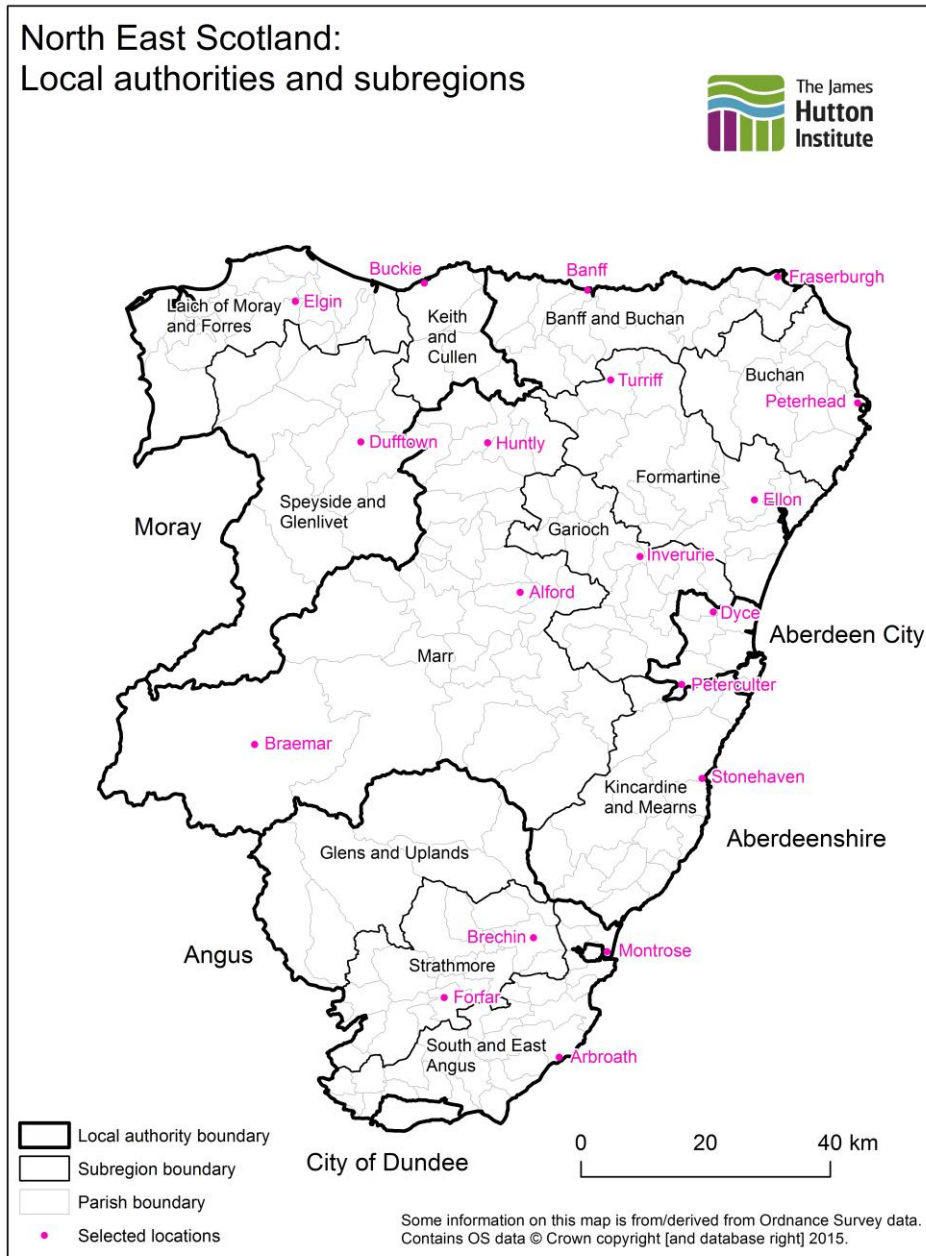 North East Scotland:
Local authorities and subregions
The James
Hutton
Institute
Buckie
Banff
Fraserburgh
Laich of Moray
and Forres
Elgin
Keith
and
Cullen
Banff and Buchan
Turriff
Buchan
Peterhead
Dufftown
Huntly
Formartine
Ellon
Speyside and
Glenlivet
Moray
Garioch
Inverurie
Alford
Dyce
Aberdeen City
Marr
Peterculter
Braemar
Stonehaven
Kincardine
and Mearns
Aberdeenshire
Glens and Uplands
Angus
Brechin
Montrose
Strathmore
Forfar
South and East
Angus
Arbroath
Local authority boundary
Subregion boundary
Parish boundary
Selected locations
City of Dundee
0 20 40 km
Some information on this map is from/derived from Ordnance Survey data.
Contains OS data © Crown copyright [and database right] 2015.